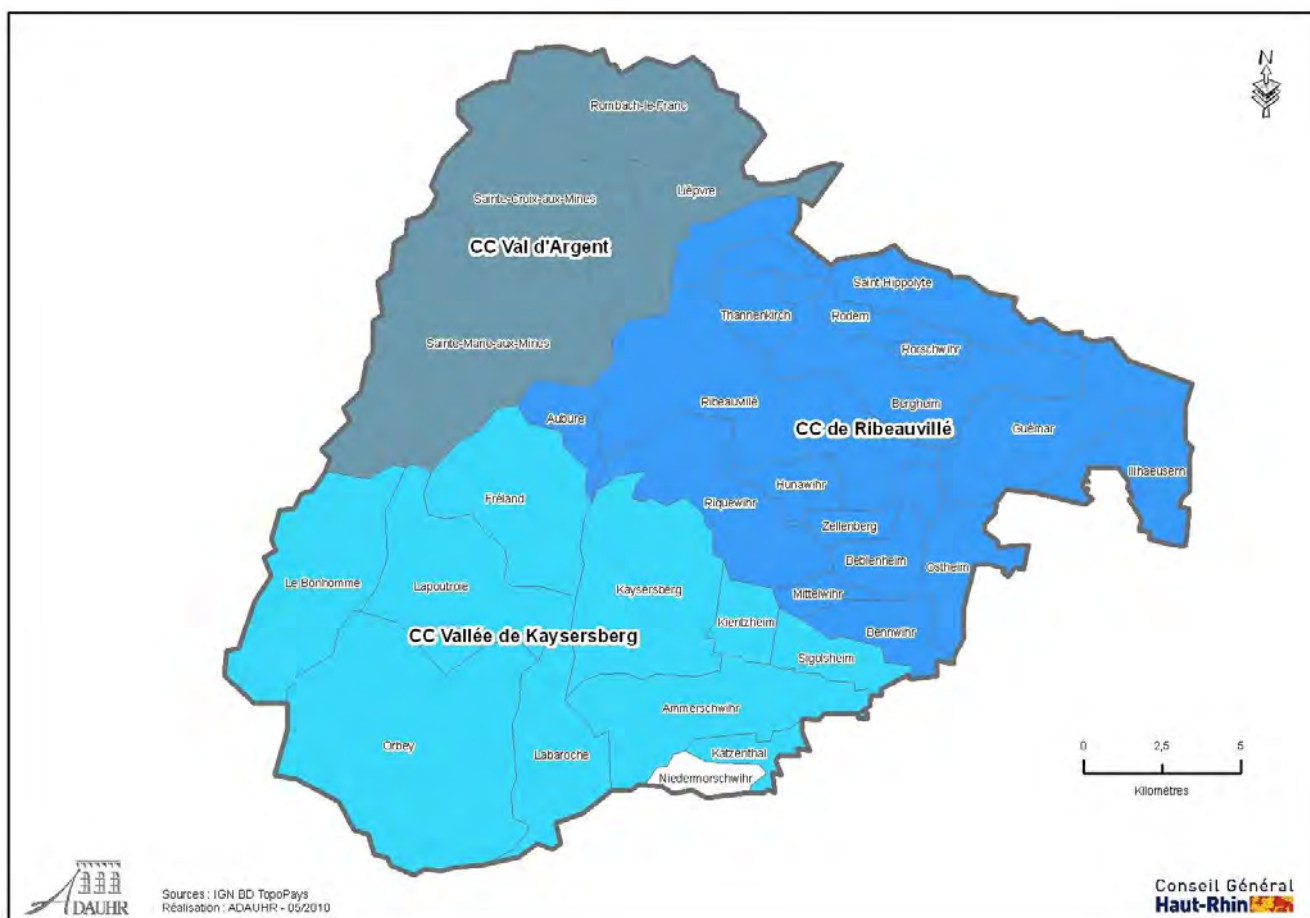 N
Rombach-le-Franc
Lièpvre
Sainte-Croix-aux-Mines
CC Val d'Argent
Saint Hippolyte
Thannenkirch
Rodern
Sainte-Marie-aux-Mines
Rorschwihr
Ribeauvillé
Bergheim
Aubure
CC de Ribeauvillé
Guémar
Illhaeusern
Hunawihr
Fréland
Riquewihr
Zellenberg
Beblenheim
Ostheim
Le Bonhomme
Lapoutroie
Kaysersberg
Mittelwihr
Kientzheim
CC Vallée de Kaysersberg
Bennwihr
Sigolsheim
Ammerschwihr
Orbey
Labaroche
Katzenthal
Niedermorschwihr
0 2,5 5
Kilomètres
ADAUHR
Sources : IGN BD TopoPays
Réalisation : ADAUHR - 05/2010
Conseil Général
Haut-Rhin